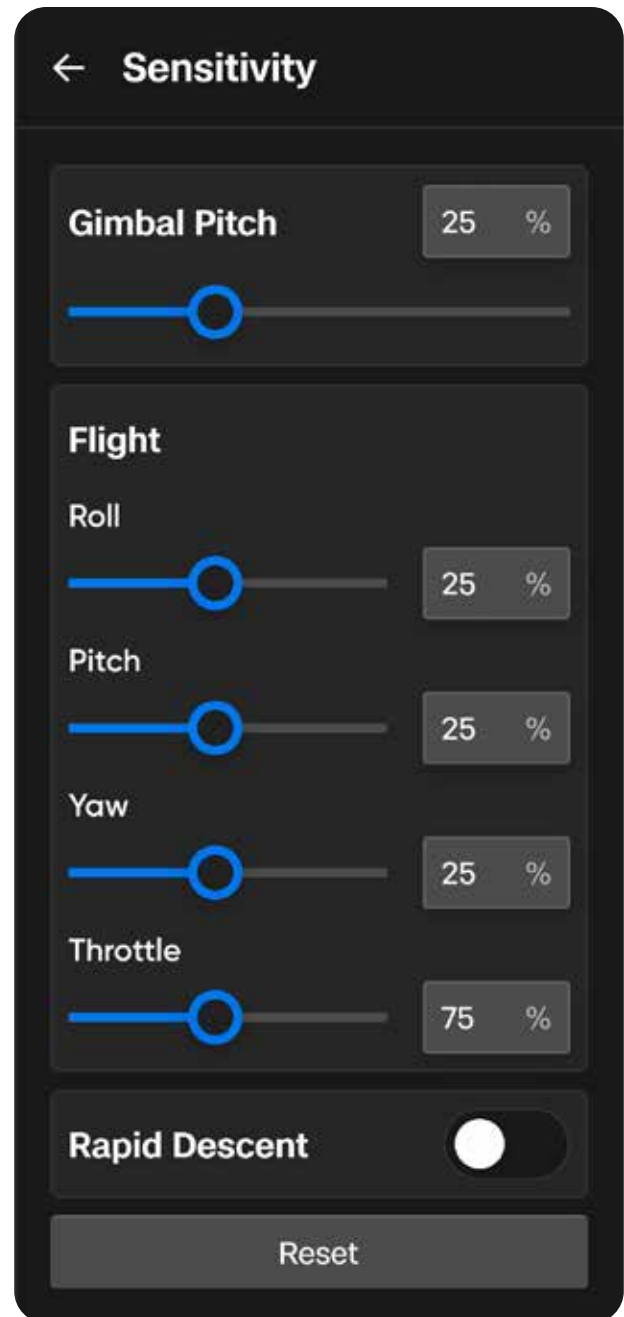 Sensitivity
Gimbal Pitch 25 %
Flight
Roll
25 %
Pitch
25 %
Yaw
25 %
Throttle
75 %
Rapid Descent
Reset